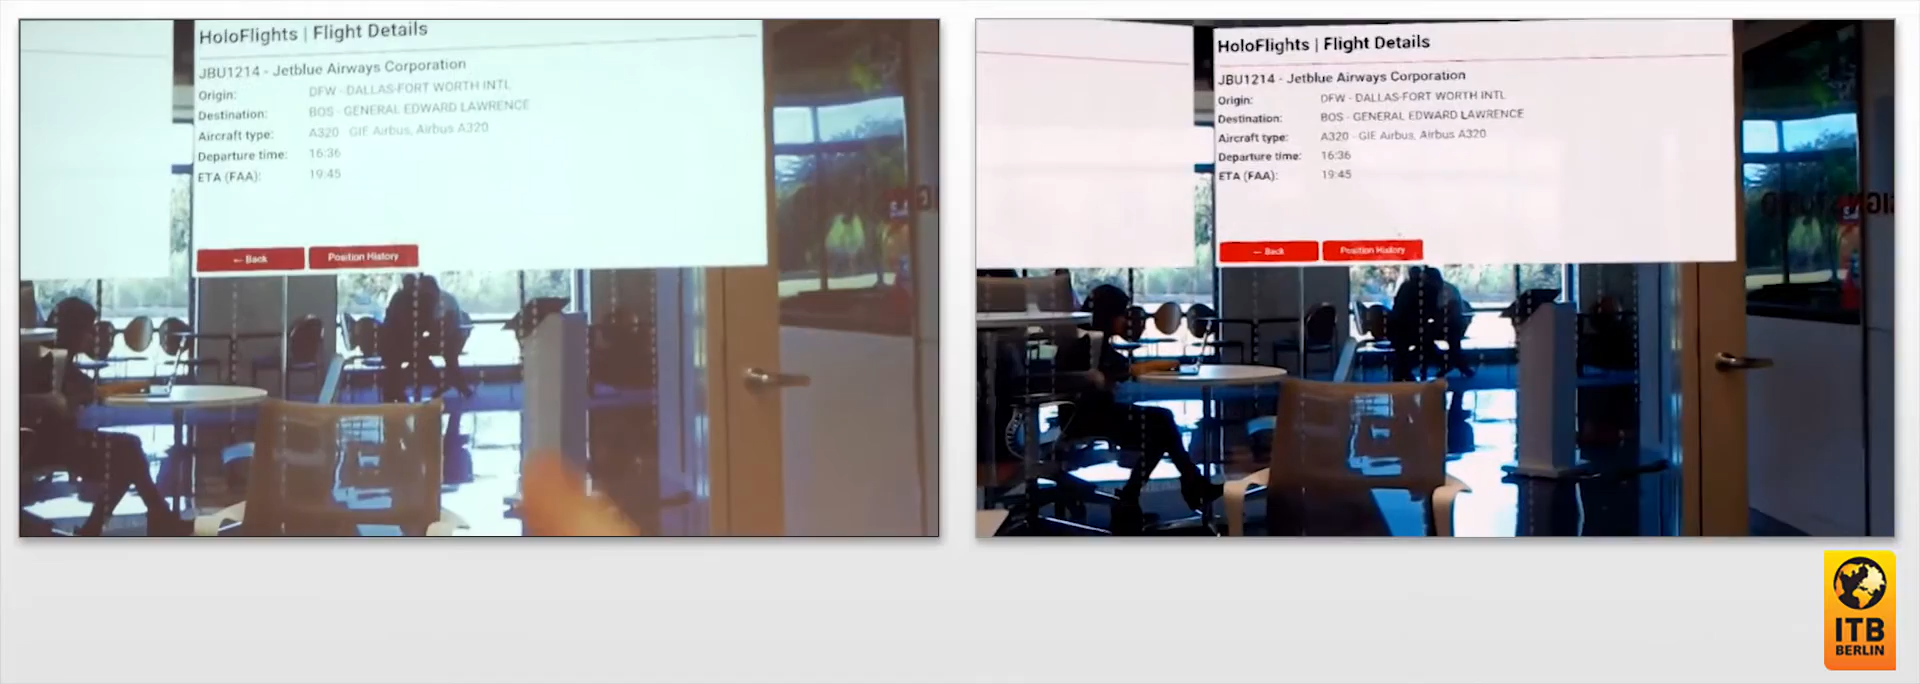 HoloFlights | Flight Details
JBU1214 - Jetblue Airways Corporation
Origin: DFW - DALLAS-FORT WORTH INTL
Destination: BOS - GENERAL EDWARD LAWRENCE
Aircraft type: A320 - GIE Airbus, Airbus A320
Departure time: 16:36
ETA (FAA): 19:45
← Back Position History
HoloFlights | Flight Details
JBU1214 - Jetblue Airways Corporation
Origin: DFW - DALLAS-FORT WORTH INTL
Destination: BOS - GENERAL EDWARD LAWRENCE
Aircraft type: A320 - GIE Airbus, Airbus A320
Departure time: 16:36
ETA (FAA): 19:45
← Back Position History
ITB
BERLIN